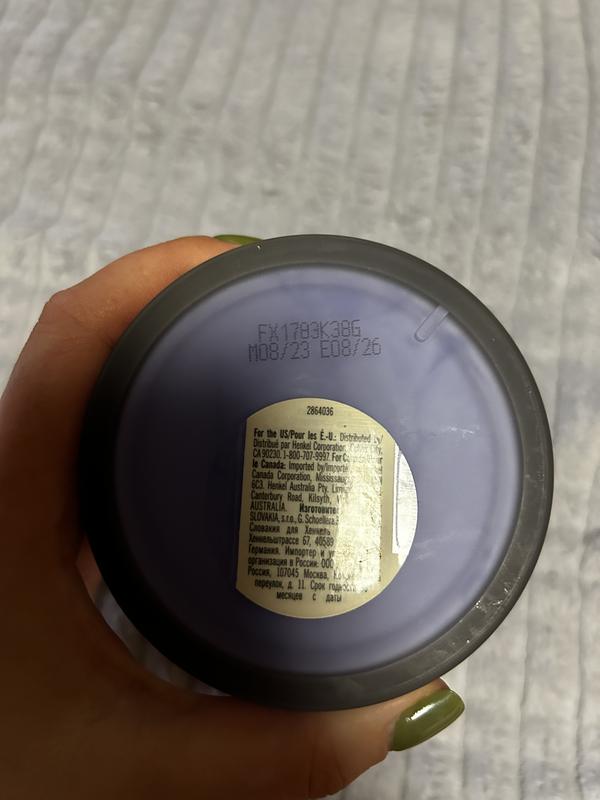 FX1783K38G
M08/23 E08/26
2864036
For the US/Pour les É.-U.: Distributed by/
Distribué par Henkel Corporation, City,
CA 90230. 1-800-707-9997. For
le Canada: Imported by/Importé
Canada Corporation, Mississauga
6C3. Henkel Australia Pty.
Canterbury Road, Kilsyth,
AUSTRALIA. Изготовитель
SLOVAKIA, s.r.o., G. Schoellera
Словакия для Хенкель
Хенкельштрассе 67, 40589
Германия. Импортер и
организация в России: ООО
Россия, 107045 Москва,
переулок, д. 11. Срок
месяцев с даты